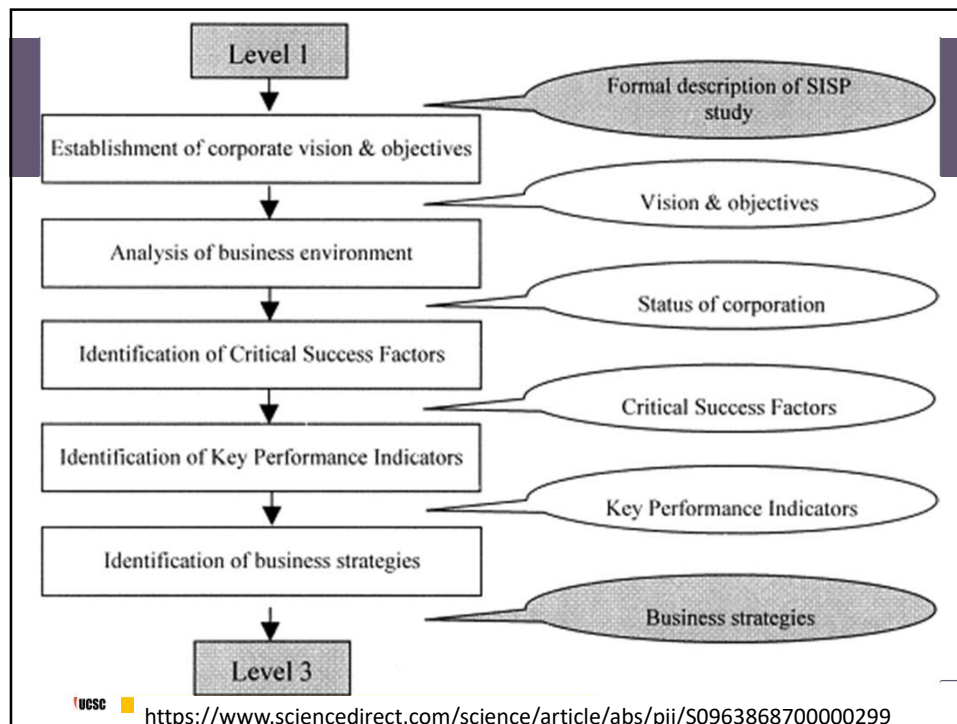 Level 1
Formal description of SISP
study
Establishment of corporate vision & objectives
Vision & objectives
Analysis of business environment
Status of corporation
Identification of Critical Success Factors
Critical Success Factors
Identification of Key Performance Indicators
Key Performance Indicators
Identification of business strategies
Business strategies
Level 3
UCSC
https://www.sciencedirect.com/science/article/abs/pii/S0963868700000299